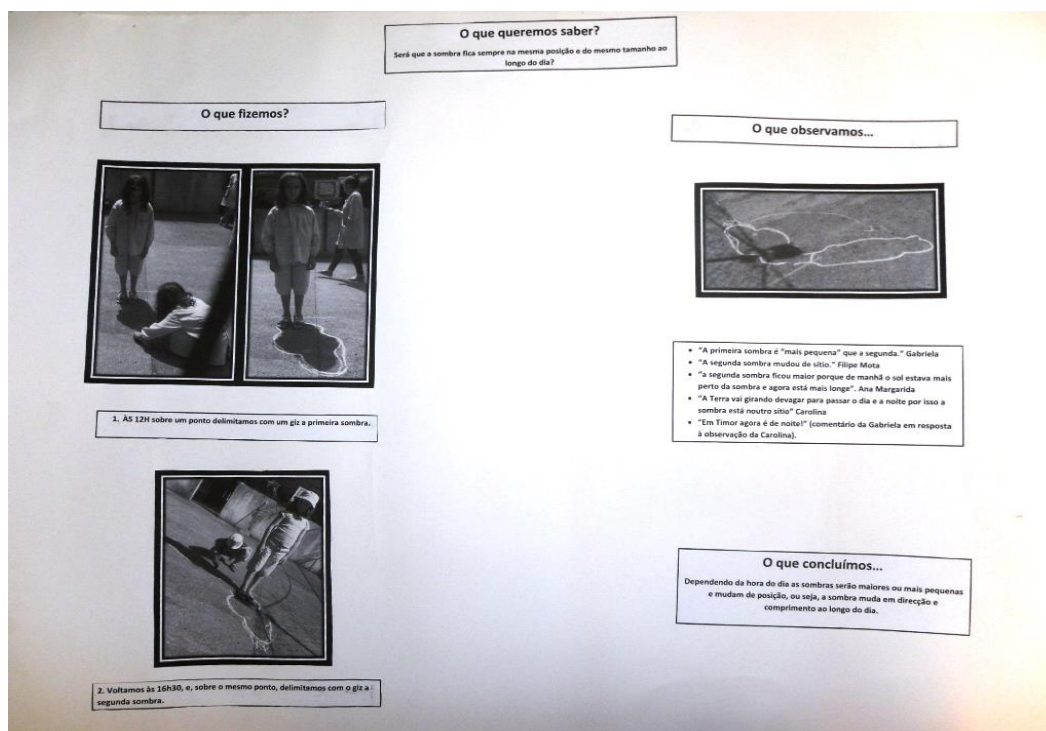 O que queremos saber?
Será que a sombra fica sempre na mesma posição e do mesmo tamanho ao
longo do dia?
O que fizemos?
1. ÀS 12H sobre um ponto delimitamos com um giz a primeira sombra.
2. Voltamos às 16h30, e, sobre o mesmo ponto, delimitamos com o giz a
segunda sombra.
O que observamos...
• "A primeira sombra é "mais pequena" que a segunda." Gabriela
• "A segunda sombra mudou de sítio." Filipe Mota
• "a segunda sombra ficou maior porque de manhã o sol estava mais
perto da sombra e agora está mais longe". Ana Margarida
• "A Terra vai girando devagar para passar o dia e a noite por isso a
sombra está noutro sítio" Carolina
• "Em Timor agora é de noite!" (comentário da Gabriela em resposta
à observação da Carolina).
O que concluímos...
Dependendo da hora do dia as sombras serão maiores ou mais pequenas
e mudam de posição, ou seja, a sombra muda em direcção e
comprimento ao longo do dia.